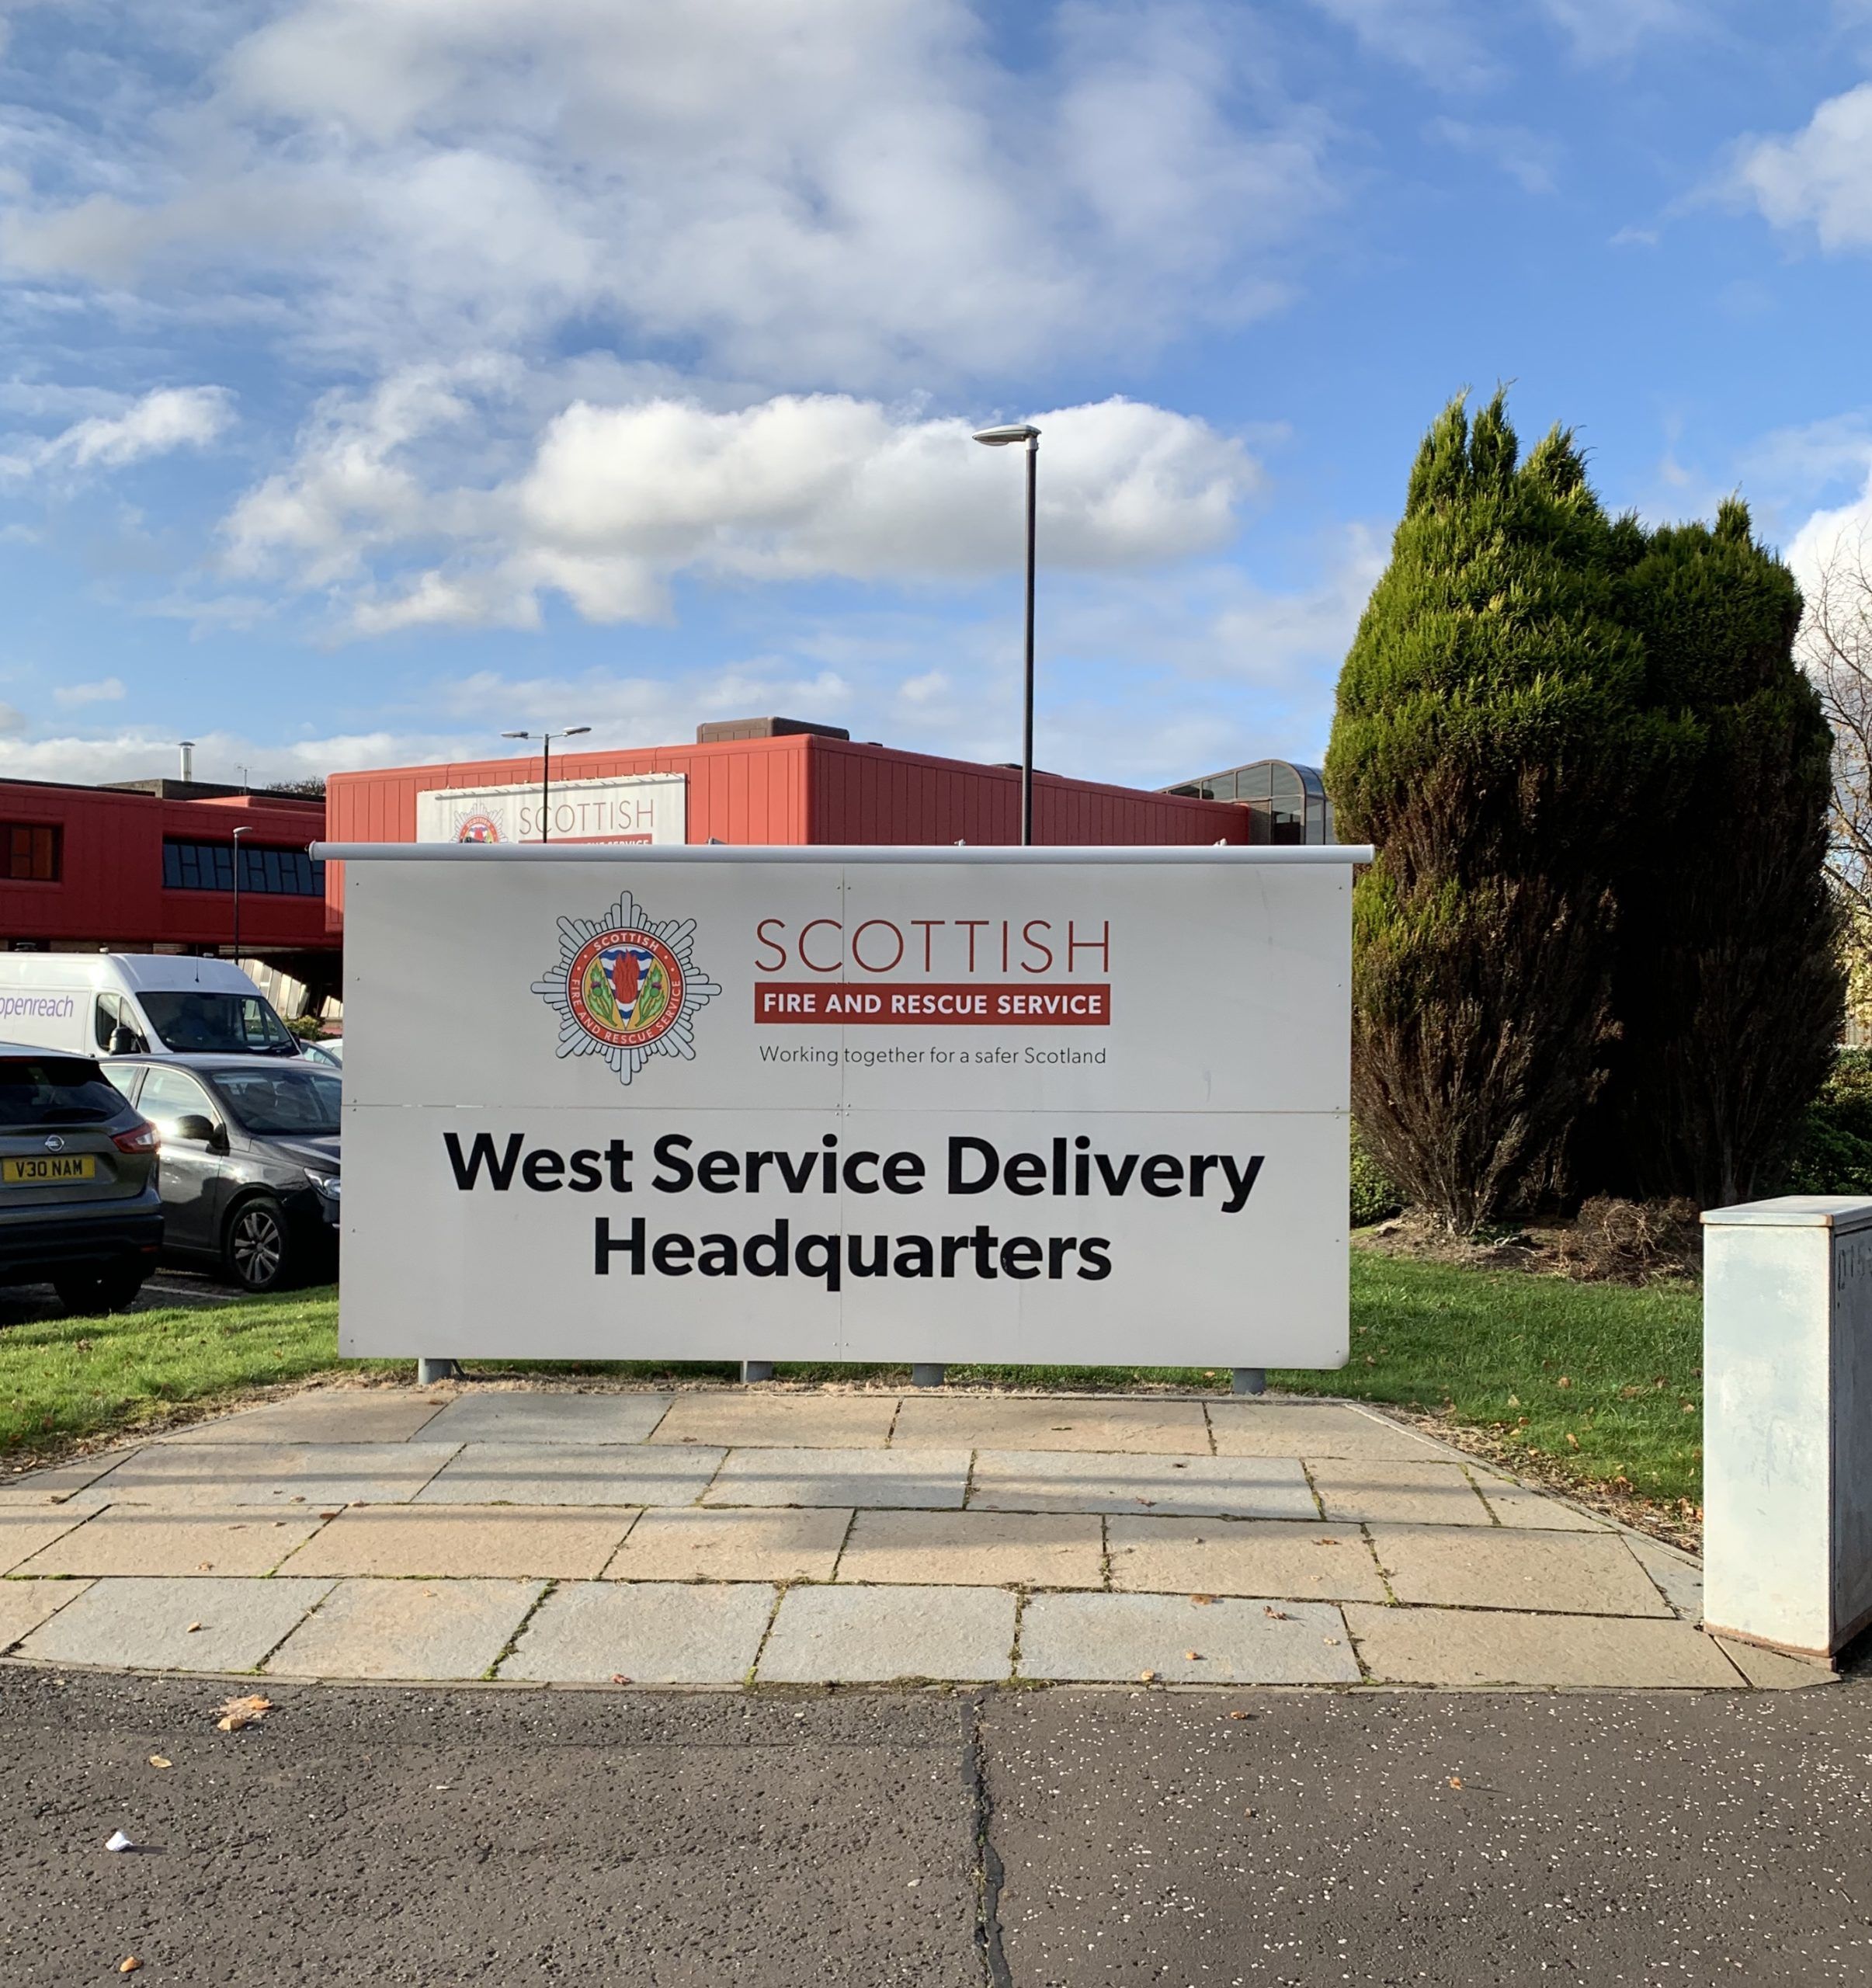 SCOTTISH
openreach
SCOTTISH
FIRE AND RESCUE SERVICE
SCOTTISH
FIRE AND RESCUE SERVICE
Working together for a safer Scotland
V30 NAM
West Service Delivery
Headquarters